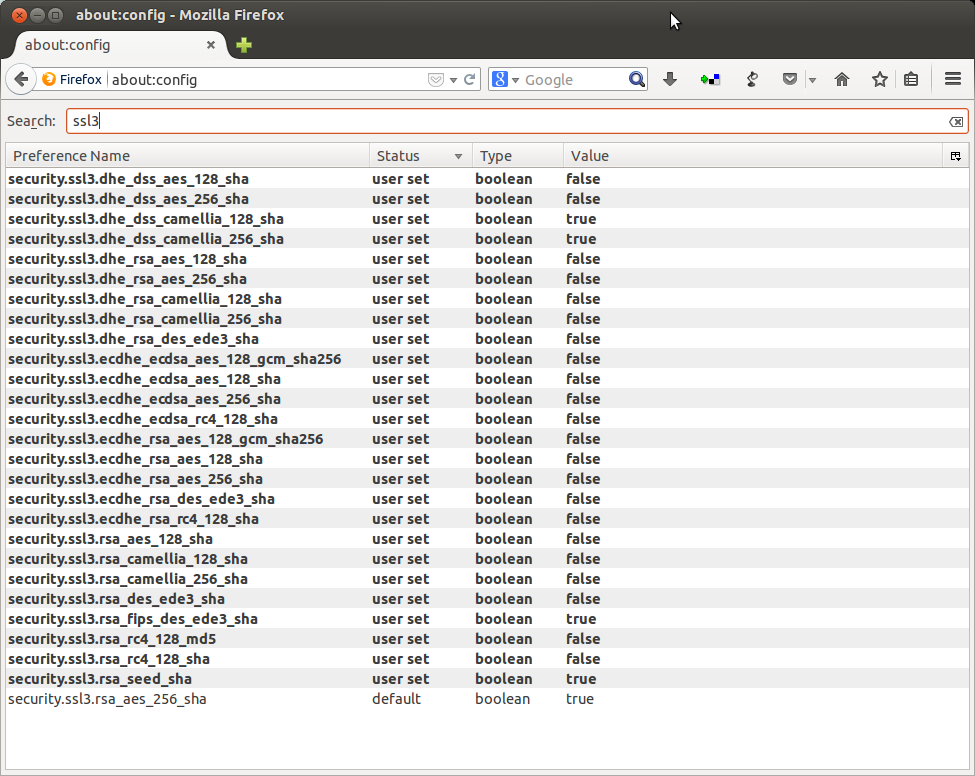 about:config - Mozilla Firefox
about:config
Firefox about:config Google
Search: ssl3
Preference Name Status Type Value
security.ssl3.dhe_dss_aes_128_sha user set boolean false
security.ssl3.dhe_dss_aes_256_sha user set boolean false
security.ssl3.dhe_dss_camellia_128_sha user set boolean true
security.ssl3.dhe_dss_camellia_256_sha user set boolean true
security.ssl3.dhe_rsa_aes_128_sha user set boolean false
security.ssl3.dhe_rsa_aes_256_sha user set boolean false
security.ssl3.dhe_rsa_camellia_128_sha user set boolean false
security.ssl3.dhe_rsa_camellia_256_sha user set boolean false
security.ssl3.dhe_rsa_des_ede3_sha user set boolean false
security.ssl3.ecdhe_ecdsa_aes_128_gcm_sha256 user set boolean false
security.ssl3.ecdhe_ecdsa_aes_128_sha user set boolean false
security.ssl3.ecdhe_ecdsa_aes_256_sha user set boolean false
security.ssl3.ecdhe_ecdsa_rc4_128_sha user set boolean false
security.ssl3.ecdhe_rsa_aes_128_gcm_sha256 user set boolean false
security.ssl3.ecdhe_rsa_aes_128_sha user set boolean false
security.ssl3.ecdhe_rsa_aes_256_sha user set boolean false
security.ssl3.ecdhe_rsa_des_ede3_sha user set boolean false
security.ssl3.ecdhe_rsa_rc4_128_sha user set boolean false
security.ssl3.rsa_aes_128_sha user set boolean false
security.ssl3.rsa_camellia_128_sha user set boolean false
security.ssl3.rsa_camellia_256_sha user set boolean false
security.ssl3.rsa_des_ede3_sha user set boolean false
security.ssl3.rsa_fips_des_ede3_sha user set boolean true
security.ssl3.rsa_rc4_128_md5 user set boolean false
security.ssl3.rsa_rc4_128_sha user set boolean false
security.ssl3.rsa_seed_sha user set boolean true
security.ssl3.rsa_aes_256_sha default boolean true